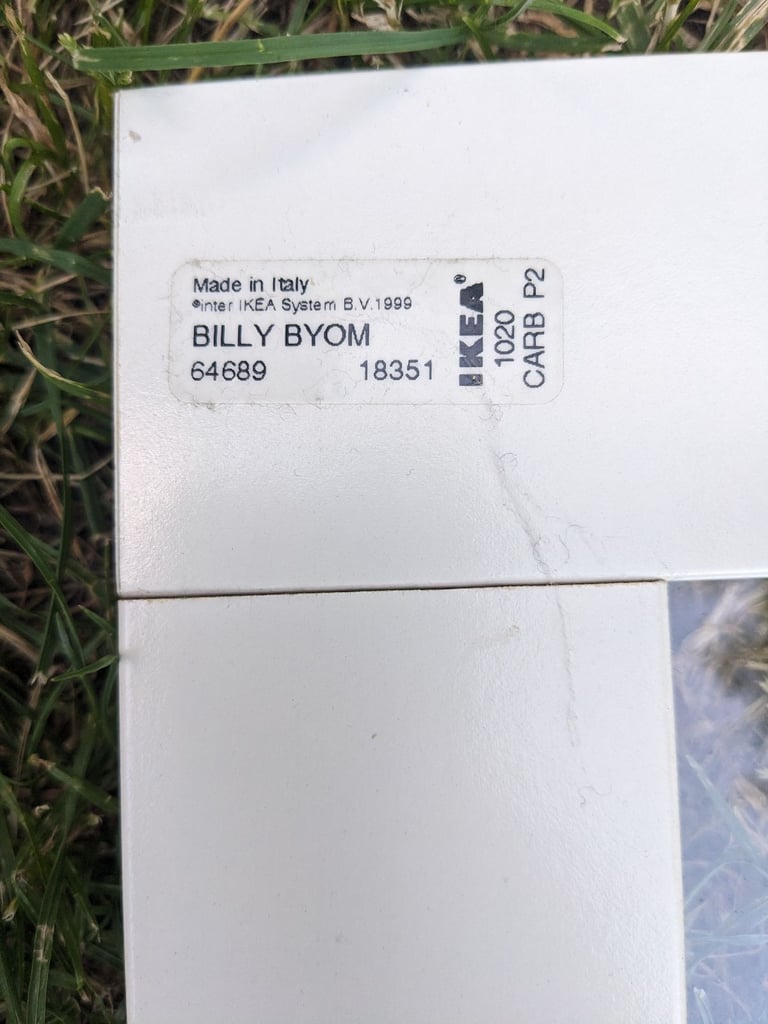 Made in Italy
®Inter IKEA System B.V.1999
BILLY BYOM
64689 18351
IKEA®
1020
CARB P2